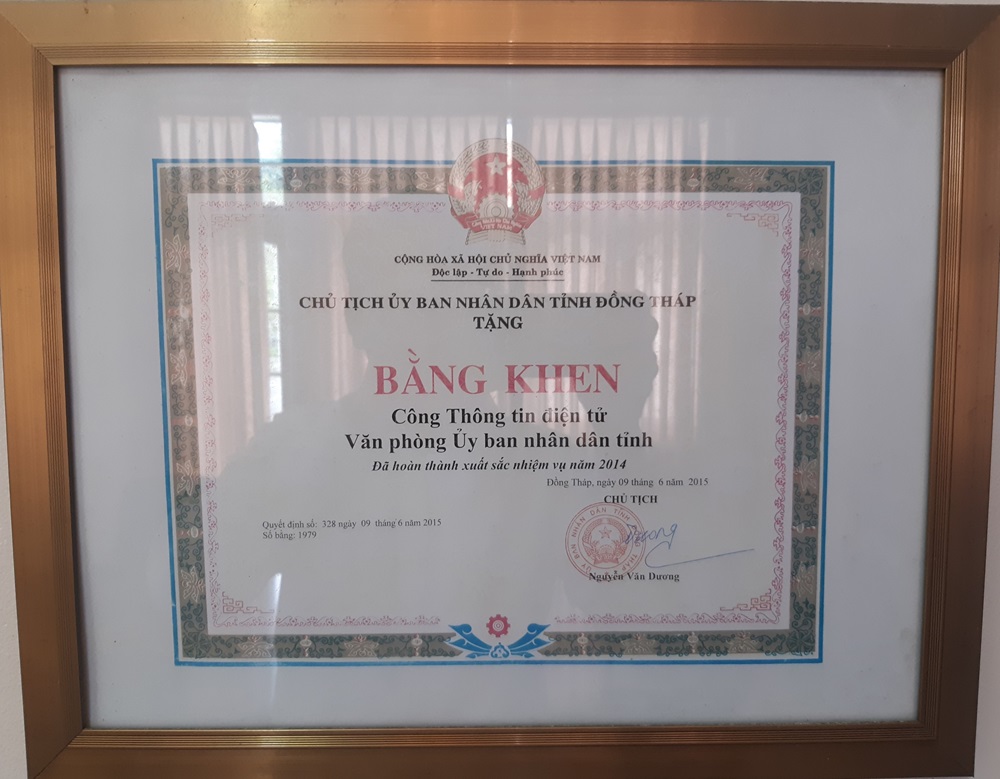 CỘNG HÒA XÃ HỘI CHỦ NGHĨA VIỆT NAM
Độc lập - Tự do - Hạnh phúc
CHỦ TỊCH ỦY BAN NHÂN DÂN TỈNH ĐỒNG THÁP
TẶNG
BẰNG KHEN
Cổng Thông tin điện tử
Văn phòng Ủy ban nhân dân tỉnh
Đã hoàn thành xuất sắc nhiệm vụ năm 2014
Đồng Tháp, ngày 09 tháng 6 năm 2015
CHỦ TỊCH
Quyết định số: 328 ngày 09 tháng 6 năm 2015
Số bằng: 1979
Nguyễn Văn Dương